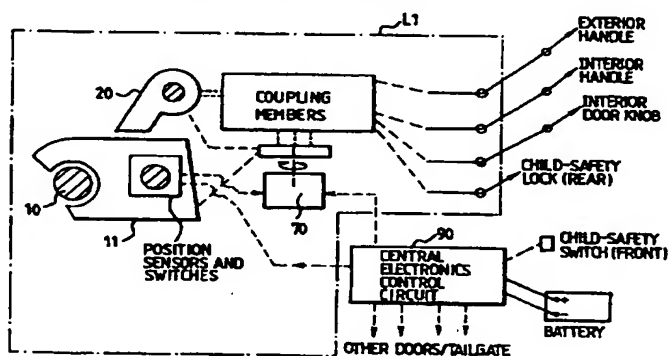 L1
EXTERIOR
HANDLE
INTERIOR
HANDLE
INTERIOR
DOOR KNOB
CHILD-SAFETY
LOCK (REAR)
20
COUPLING
MEMBERS
10
11
POSITION
SENSORS AND
SWITCHES
70
90
CENTRAL
ELECTRONICS
CONTROL
CIRCUIT
CHILD-SAFETY
SWITCH (FRONT)
BATTERY
OTHER DOORS/TAILGATE